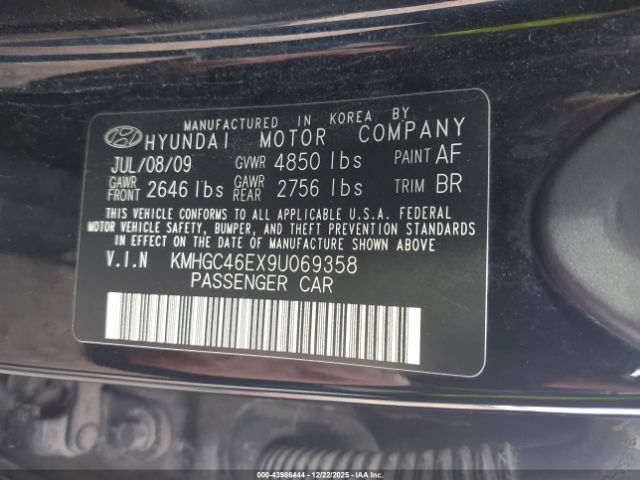 MANUFACTURED IN KOREA BY
HYUNDAI MOTOR COMPANY
JUL/08/09 GVWR 4850 lbs PAINT AF
GAWR FRONT 2646 lbs GAWR REAR 2756 lbs TRIM BR
THIS VEHICLE CONFORMS TO ALL APPLICABLE U.S.A. FEDERAL
MOTOR VEHICLE SAFETY, BUMPER, AND THEFT PREVENTION STANDARDS
IN EFFECT ON THE DATE OF MANUFACTURE SHOWN ABOVE
V.I.N KMHGC46EX9U069358
PASSENGER CAR
000-43986444 - 12/22/2025 - IAAI.COM